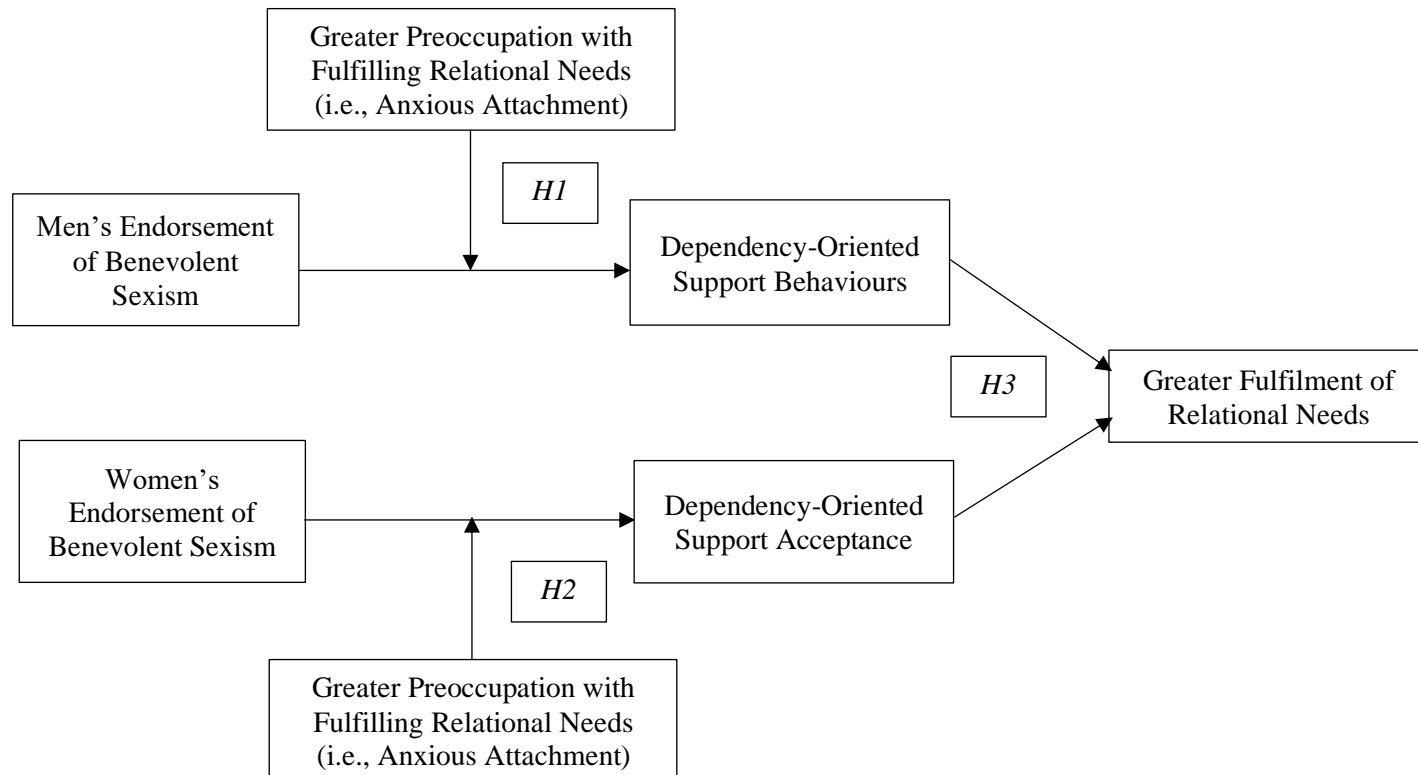 Greater Preoccupation with
Fulfilling Relational Needs
(i.e., Anxious Attachment)
H1
Men’s Endorsement
of Benevolent
Sexism
Dependency-Oriented
Support Behaviours
H3
Greater Fulfilment of
Relational Needs
Women’s
Endorsement of
Benevolent Sexism
Dependency-Oriented
Support Acceptance
H2
Greater Preoccupation with
Fulfilling Relational Needs
(i.e., Anxious Attachment)